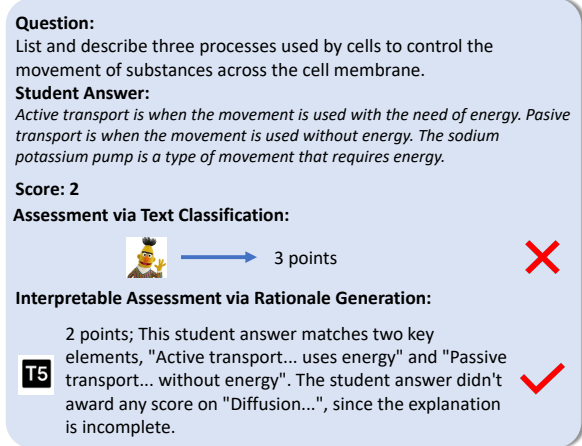 Question:
List and describe three processes used by cells to control the
movement of substances across the cell membrane.
Student Answer:
Active transport is when the movement is used with the need of energy. Pasive
transport is when the movement is used without energy. The sodium
potassium pump is a type of movement that requires energy.
Score: 2
Assessment via Text Classification:
3 points
Interpretable Assessment via Rationale Generation:
2 points; This student answer matches two key
elements, "Active transport... uses energy" and "Passive
T5
transport... without energy". The student answer didn't
award any score on "Diffusion...", since the explanation
is incomplete.